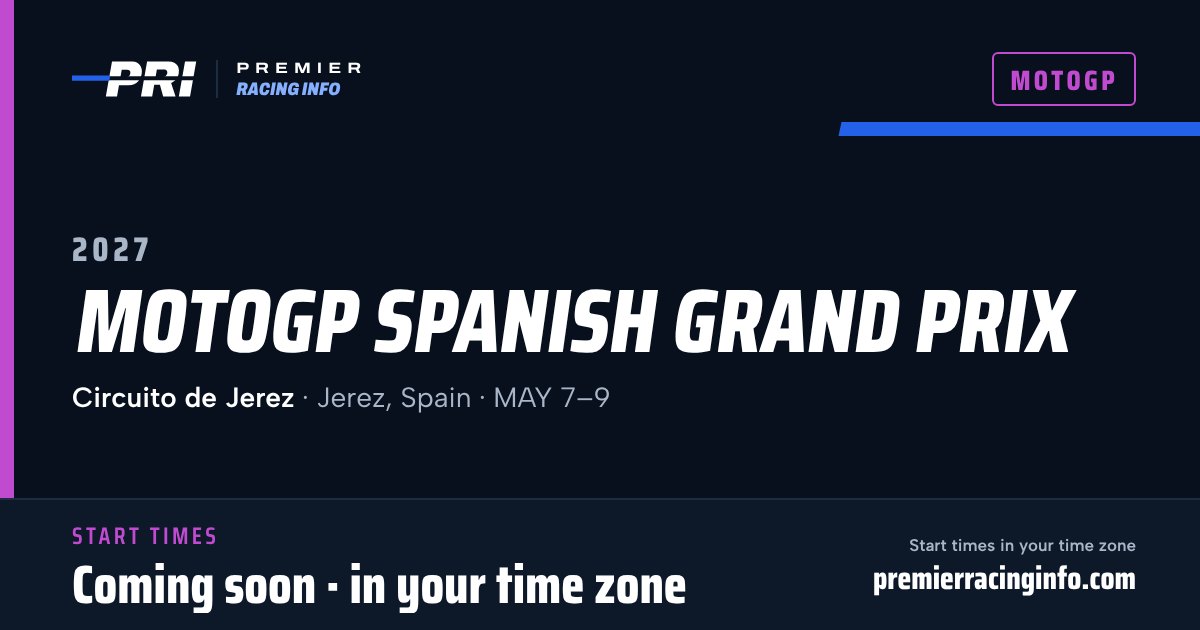 PRI
PREMIER
RACING INFO
MOTOGP
2027
MOTOGP SPANISH GRAND PRIX
Circuito de Jerez · Jerez, Spain · MAY 7–9
START TIMES
Coming soon · in your time zone
Start times in your time zone
premierracinginfo.com